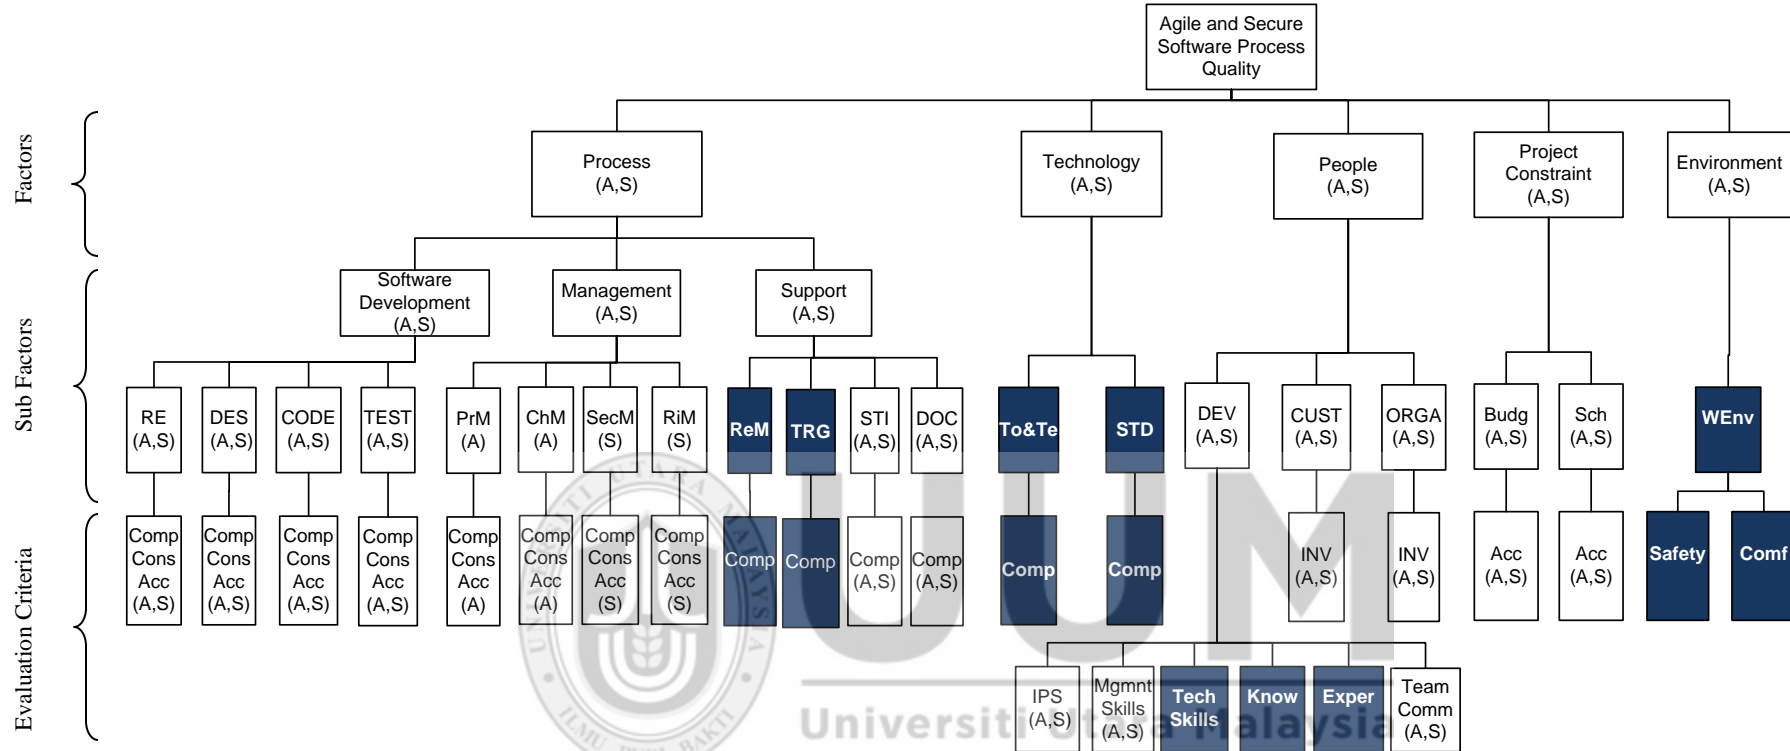 Agile and Secure
Software Process
Quality
Factors
Process
(A,S)
Technology
(A,S)
People
(A,S)
Project
Constraint
(A,S)
Environment
(A,S)
Sub Factors
Software
Development
(A,S)
Management
(A,S)
Support
(A,S)
RE
(A,S)
DES
(A,S)
CODE
(A,S)
TEST
(A,S)
PrM
(A)
ChM
(A)
SecM
(S)
RiM
(S)
ReM
TRG
STI
(A,S)
DOC
(A,S)
To&Te
STD
DEV
(A,S)
CUST
(A,S)
ORGA
(A,S)
Budg
(A,S)
Sch
(A,S)
WEnv
Evaluation Criteria
Comp
Cons
Acc
(A,S)
Comp
Cons
Acc
(A,S)
Comp
Cons
Acc
(A,S)
Comp
Cons
Acc
(A,S)
Comp
Cons
Acc
(A)
Comp
Cons
Acc
(A)
Comp
Cons
Acc
(S)
Comp
Cons
Acc
(S)
Comp
Comp
Comp
(A,S)
Comp
(A,S)
Comp
Comp
INV
(A,S)
INV
(A,S)
Acc
(A,S)
Acc
(A,S)
Safety
Comf
IPS
(A,S)
Mgmnt
Skills
(A,S)
Tech
Skills
Know
Exper
Team
Comm
(A,S)
UUM
Universiti Utara Malaysia
UNIVERSITI UTARA MALAYSIA